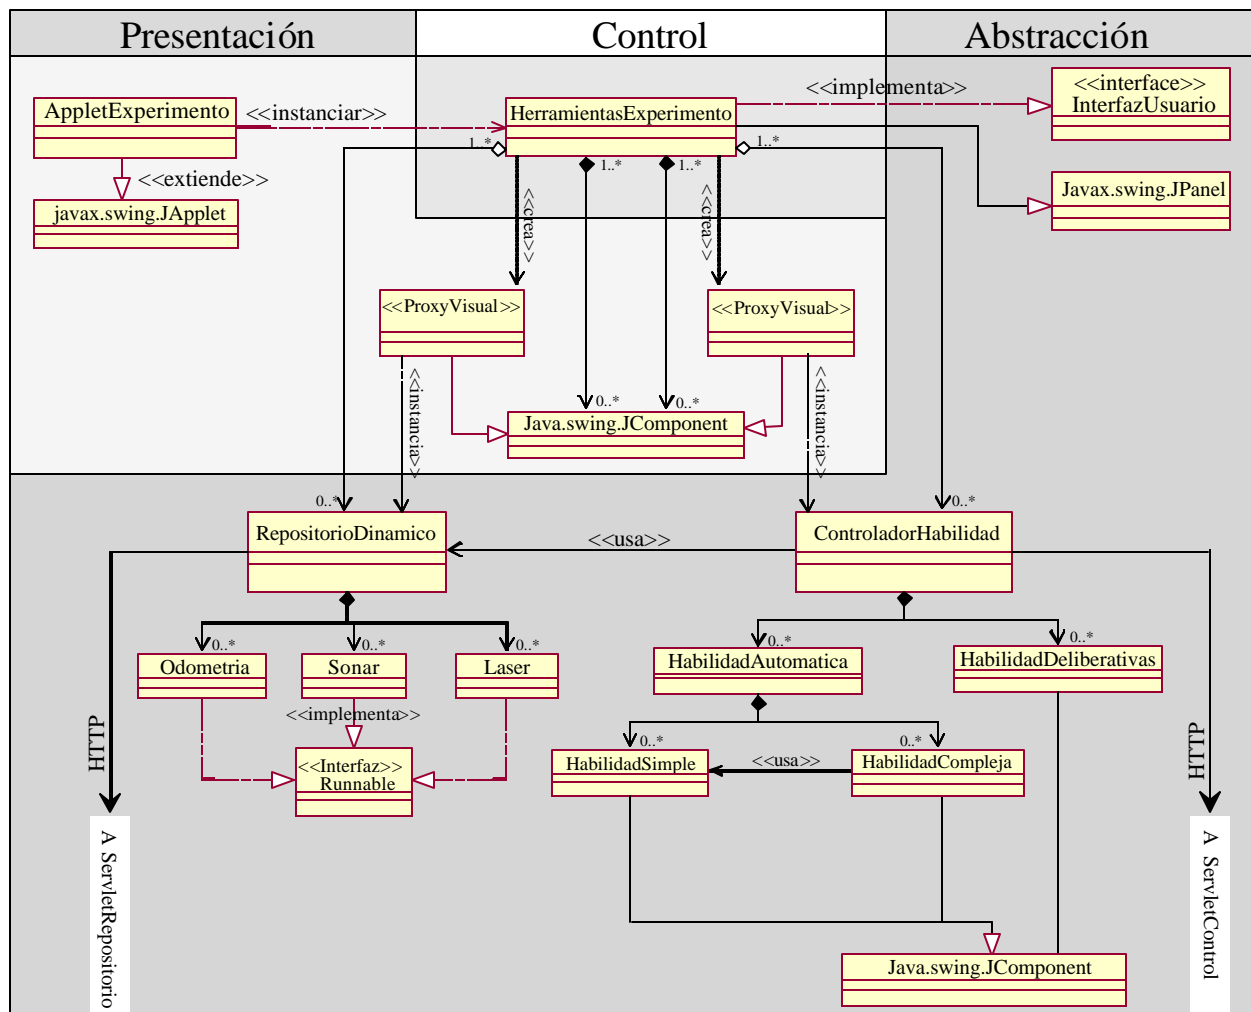 Presentación
Control
Abstracción
AppletExperimento
<<instanciar>>
HerramientasExperimento
<<implementa>>
<<interface>>
InterfazUsuario
1..*
1..*
1..*
1..*
<<extiende>>
javax.swing.JApplet
Javax.swing.JPanel
<<crea>>
<<crea>>
<<ProxyVisual>>
<<ProxyVisual>>
<<instancia>>
<<instancia>>
0..*
0..*
Java.swing.JComponent
0..*
0..*
RepositorioDinamico
<<usa>>
ControladorHabilidad
0..*
0..*
0..*
0..*
0..*
Odometria
Sonar
Laser
HabilidadAutomatica
HabilidadDeliberativas
<<implementa>>
HTTP
HTTP
0..*
0..*
<<Interfaz>>
Runnable
HabilidadSimple
<<usa>>
HabilidadCompleja
A ServletRepositorio
A ServletControl
Java.swing.JComponent